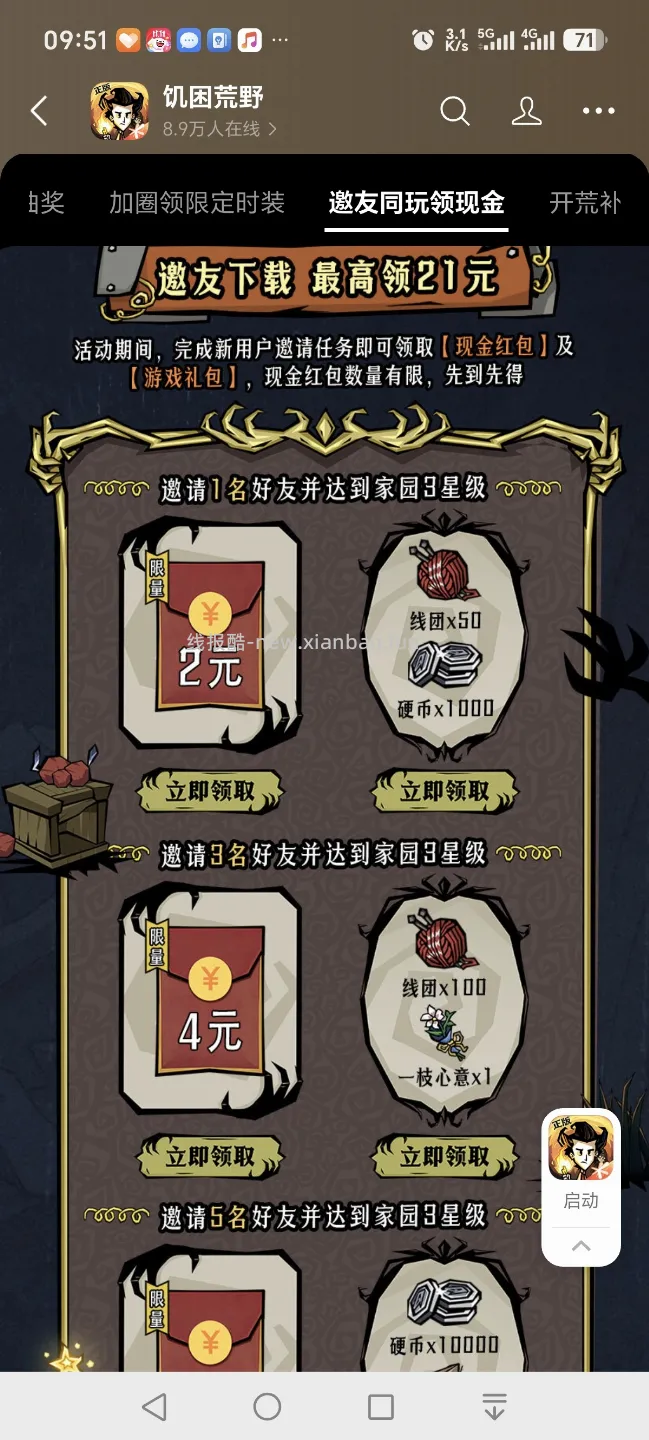 09:51
3.1 K/s 5G 4G 71
正版
饥困荒野
8.9万人在线
抽奖 加圈领限定时装 邀友同玩领现金 开荒补
邀友下载 最高领21元
活动期间，完成新用户邀请任务即可领取【现金红包】及
【游戏礼包】，现金红包数量有限，先到先得
邀请1名好友并达到家园3星级
限量
¥
2元
线团x50
硬币x1000
立即领取 立即领取
邀请3名好友并达到家园3星级
限量
¥
4元
线团x100
一枝心意x1
立即领取 立即领取
正版
启动
邀请5名好友并达到家园3星级
限量
¥
硬币x10000